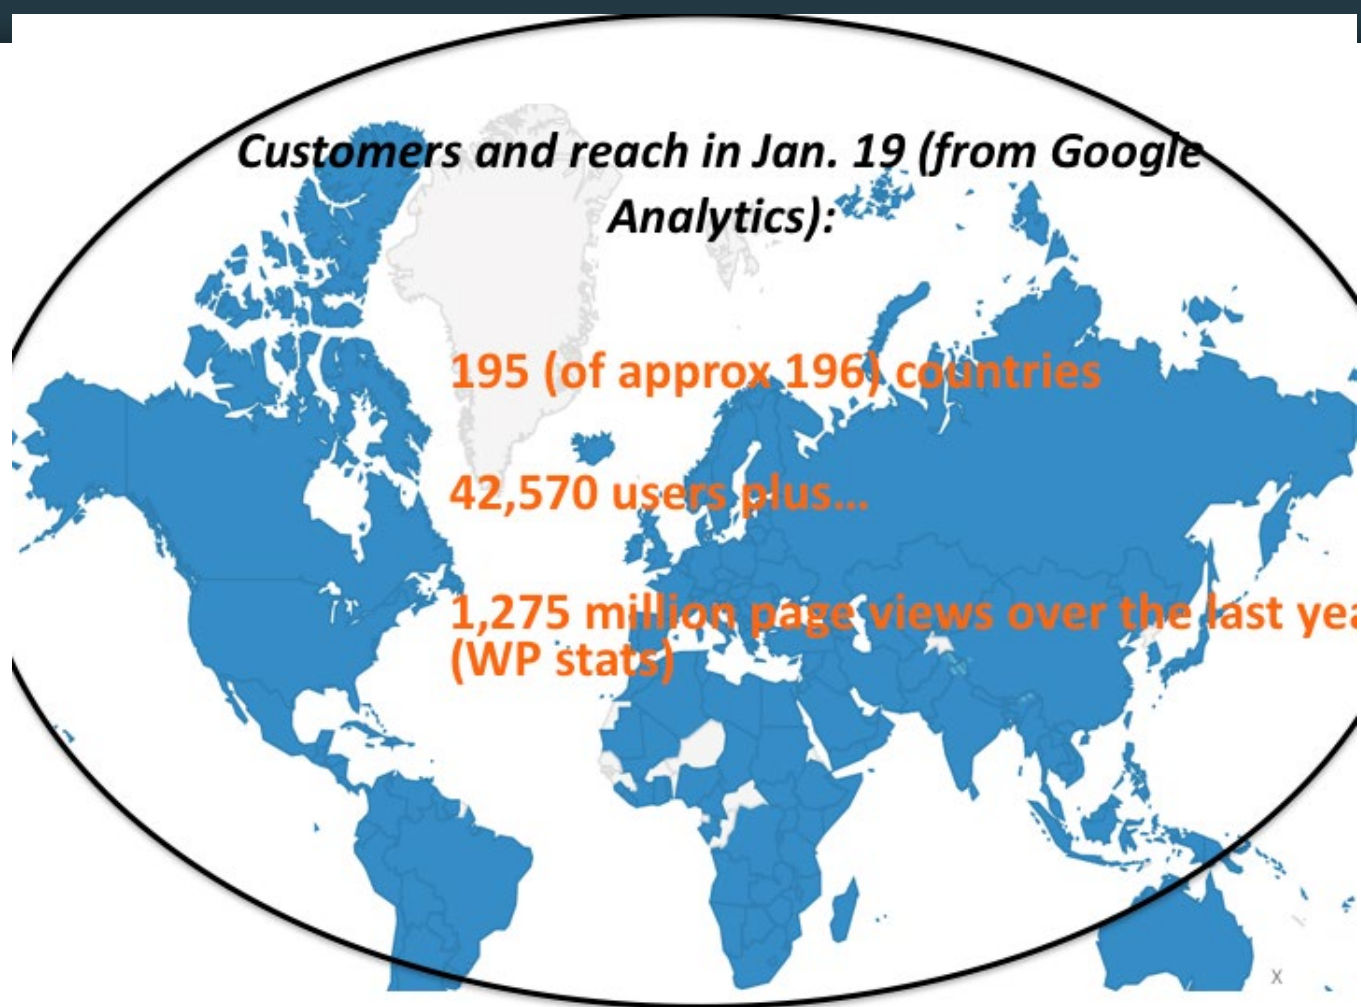 Customers and reach in Jan. 19 (from Google
Analytics):
195 (of approx 196) countries
42,570 users plus...
1,275 million page views over the last yea
(WP stats)
X